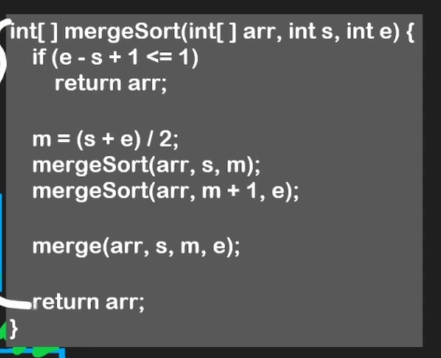 int[ ] mergeSort(int[ ] arr, int s, int e) {
if (e - s + 1 <= 1)
return arr;
m = (s + e) / 2;
mergeSort(arr, s, m);
mergeSort(arr, m + 1, e);
merge(arr, s, m, e);
return arr;
}